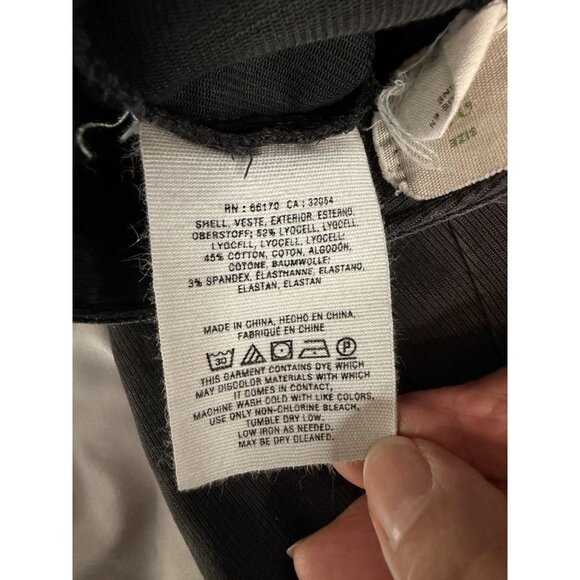 RN : 66170 CA : 32054
SHELL, VESTE, EXTERIOR, ESTERNO,
OBERSTOFF; 52% LYOCELL, LYOCELL,
LYOCELL, LYOCELL, LYOCELL;
45% COTTON, COTON, ALGODÓN,
COTONE, BAUMWOLLE;
3% SPANDEX, ÉLASTHANNE, ELASTANO,
ELASTAN, ELASTAN
MADE IN CHINA, HECHO EN CHINA,
FABRIQUÉ EN CHINE
30 P
THIS GARMENT CONTAINS DYE WHICH
MAY DISCOLOR MATERIALS WITH WHICH
IT COMES IN CONTACT,
MACHINE WASH COLD WITH LIKE COLORS,
USE ONLY NON-CHLORINE BLEACH,
TUMBLE DRY LOW.
LOW IRON AS NEEDED.
MAY BE DRY CLEANED.
SIZE